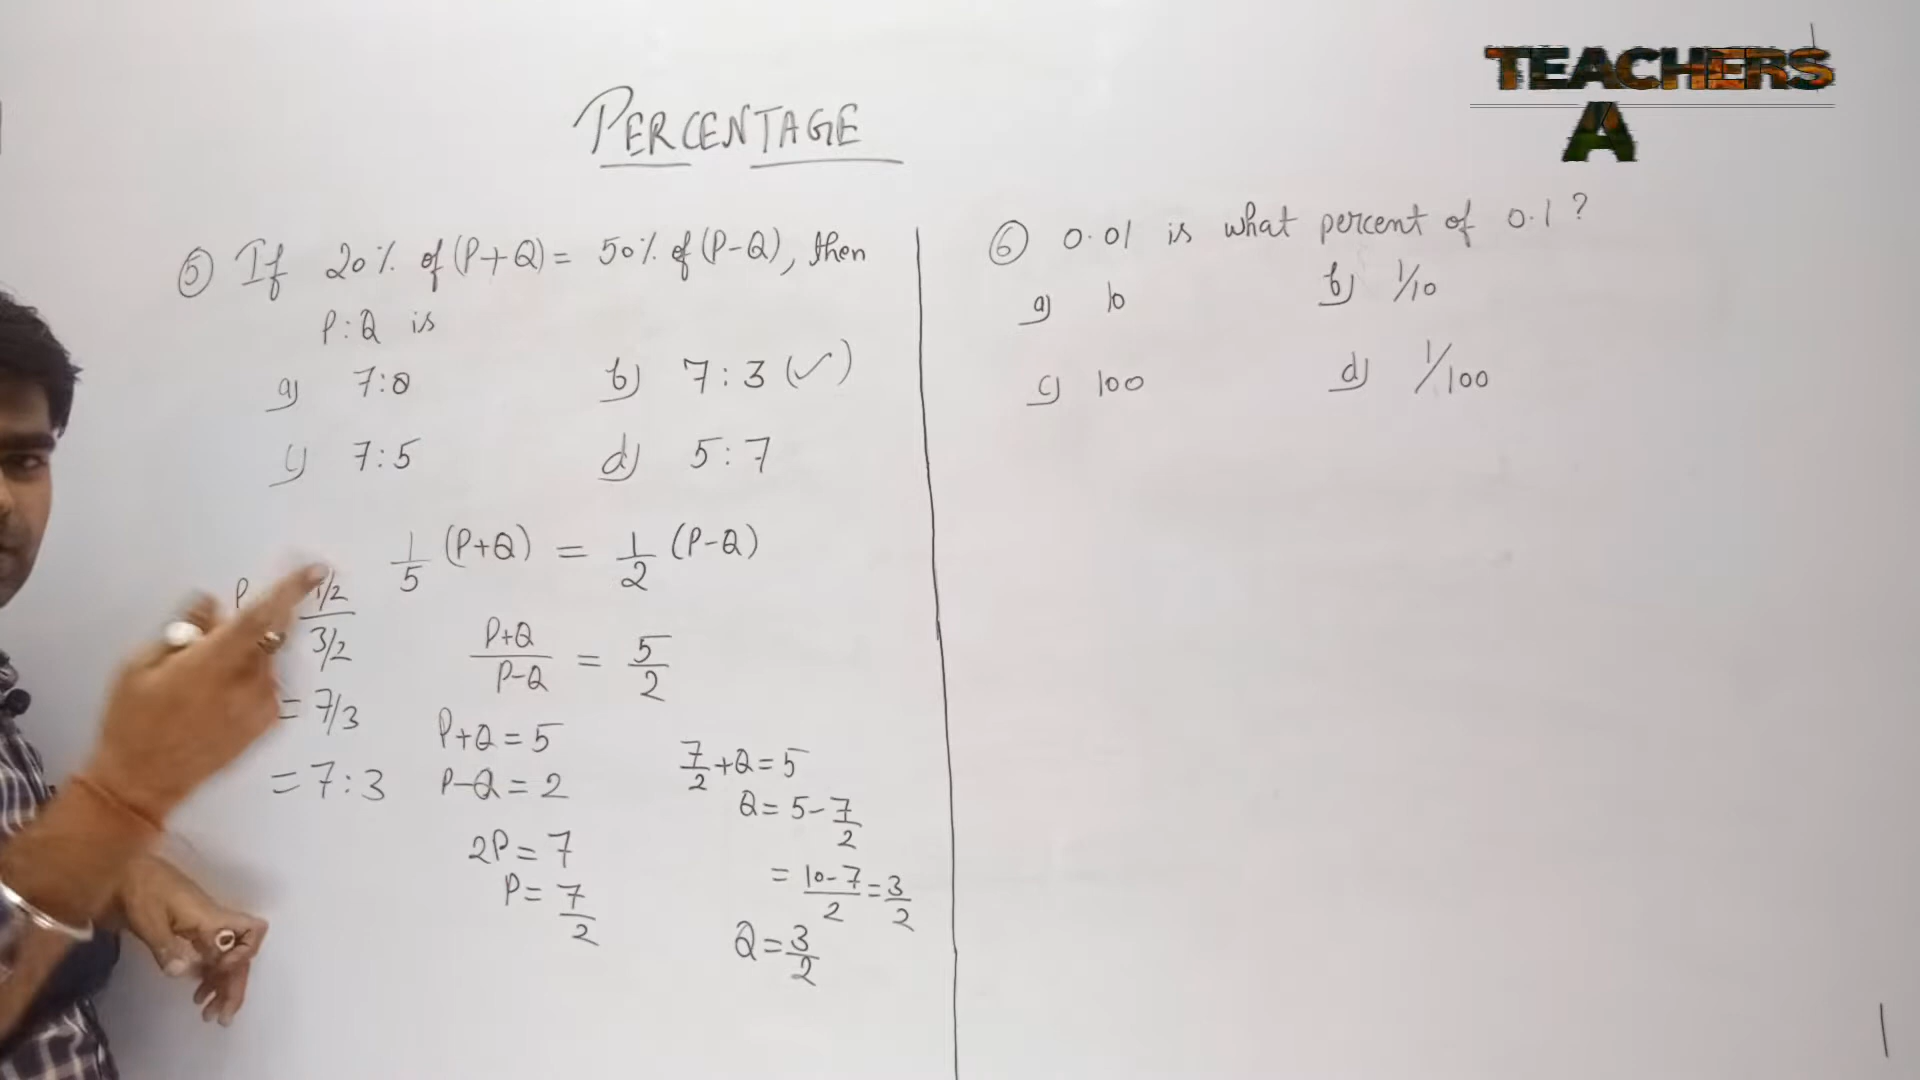 TEACHERS
A
PERCENTAGE
⑤ If 20% of (P+Q) = 50% of (P-Q), then
P:Q is
a) 7:8
b) 7:3 (✓)
c) 7:5
d) 5:7
1/5 (P+Q) = 1/2 (P-Q)
P+Q/P-Q = 5/2
P+Q = 5
P-Q = 2
2P = 7
P = 7/2
7/2 + Q = 5
Q = 5 - 7/2
= 10-7/2 = 3/2
Q = 3/2
P
/2
3/2
= 7/3
= 7:3
⑥ 0.01 is what percent of 0.1?
a) 10
b) 1/10
c) 100
d) 1/100